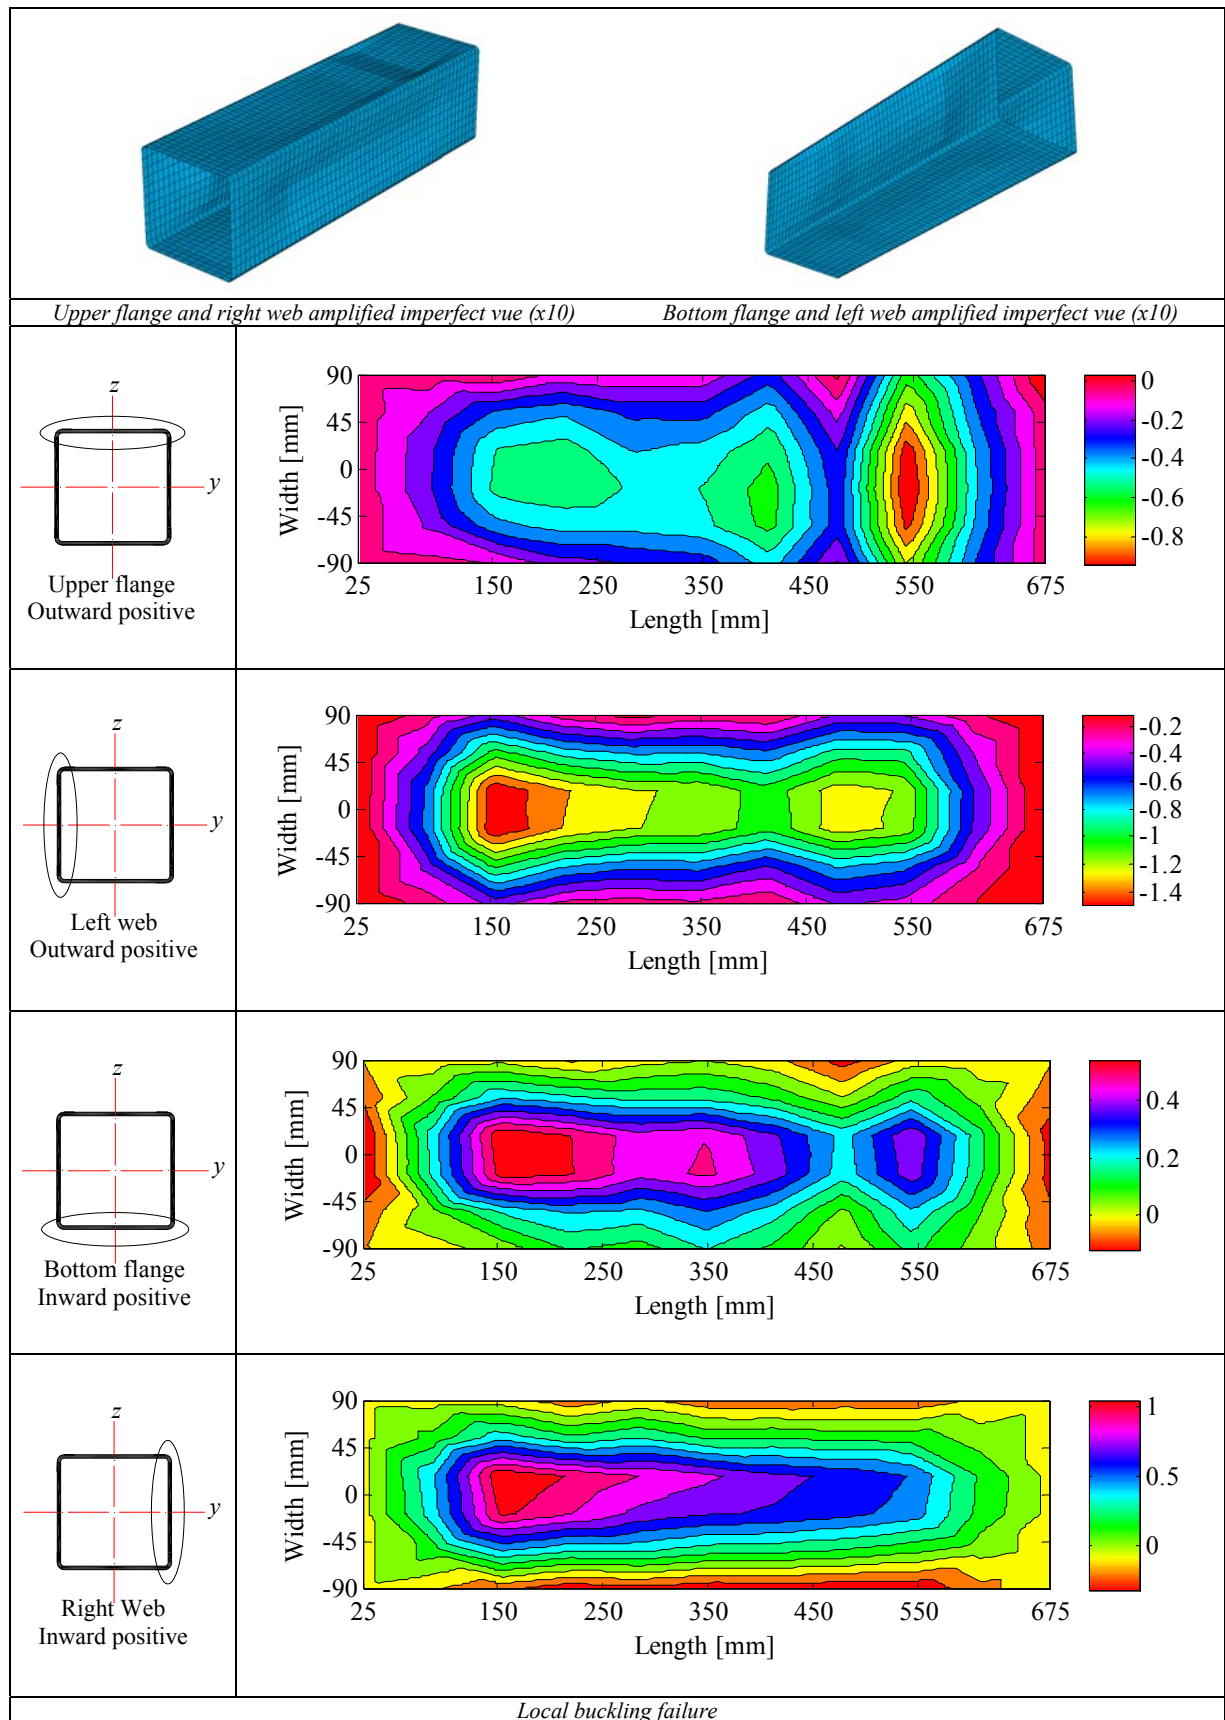 Upper flange and right web amplified imperfect vue (x10)
Bottom flange and left web amplified imperfect vue (x10)
z
y
Upper flange
Outward positive
Width [mm]
90
45
0
-45
-90
25 150 250 350 450 550 675
Length [mm]
0
-0.2
-0.4
-0.6
-0.8
z
y
Left web
Outward positive
Width [mm]
90
45
0
-45
-90
25 150 250 350 450 550 675
Length [mm]
-0.2
-0.4
-0.6
-0.8
-1
-1.2
-1.4
z
y
Bottom flange
Inward positive
Width [mm]
90
45
0
-45
-90
25 150 250 350 450 550 675
Length [mm]
0.4
0.2
0
z
y
Right Web
Inward positive
Width [mm]
90
45
0
-45
-90
25 150 250 350 450 550 675
Length [mm]
1
0.5
0
Local buckling failure